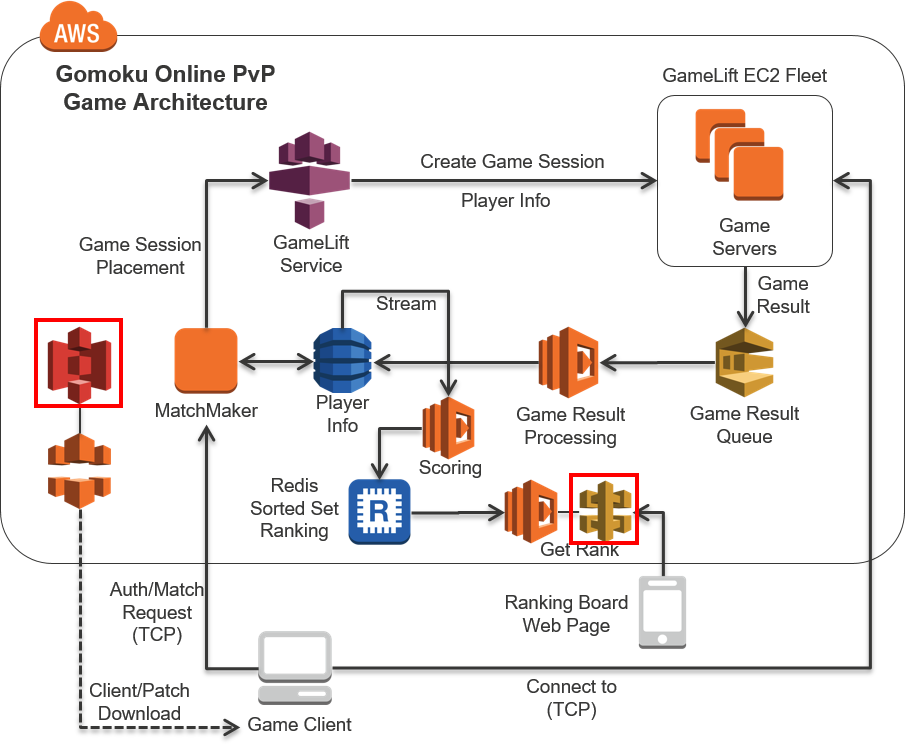 AWS
Gomoku Online PvP
Game Architecture
GameLift EC2 Fleet
Create Game Session
Player Info
Game Session
Placement
GameLift
Service
Game
Servers
Game
Result
Stream
MatchMaker
Player
Info
Game Result
Processing
Game Result
Queue
Scoring
Redis
Sorted Set
Ranking
R
Get Rank
Auth/Match
Request
(TCP)
Ranking Board
Web Page
Client/Patch
Download
Game Client
Connect to
(TCP)